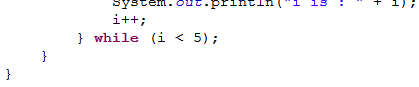 System.out.println("i is : " + i);
i++;
} while (i < 5);
}
}